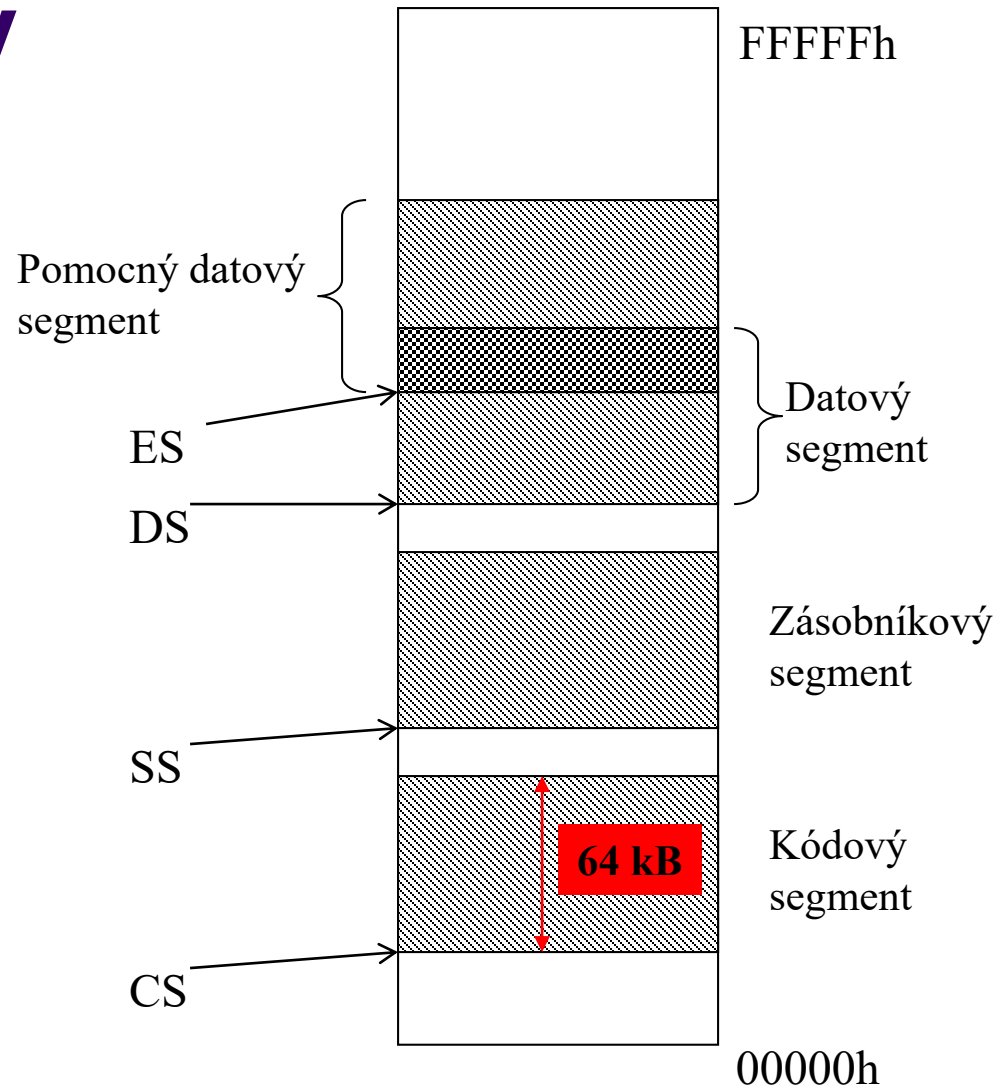 FFFFFh
Pomocný datový
segment
Datový
segment
ES
DS
Zásobníkový
segment
SS
64 kB
Kódový
segment
CS
00000h